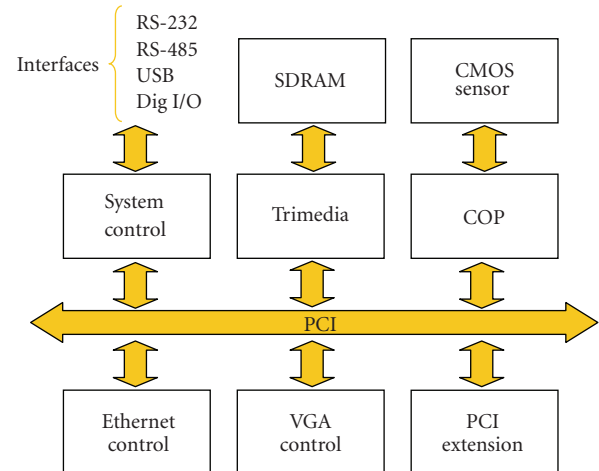 Interfaces
RS-232
RS-485
USB
Dig I/O
SDRAM
CMOS
sensor
System
control
Trimedia
COP
PCI
Ethernet
control
VGA
control
PCI
extension